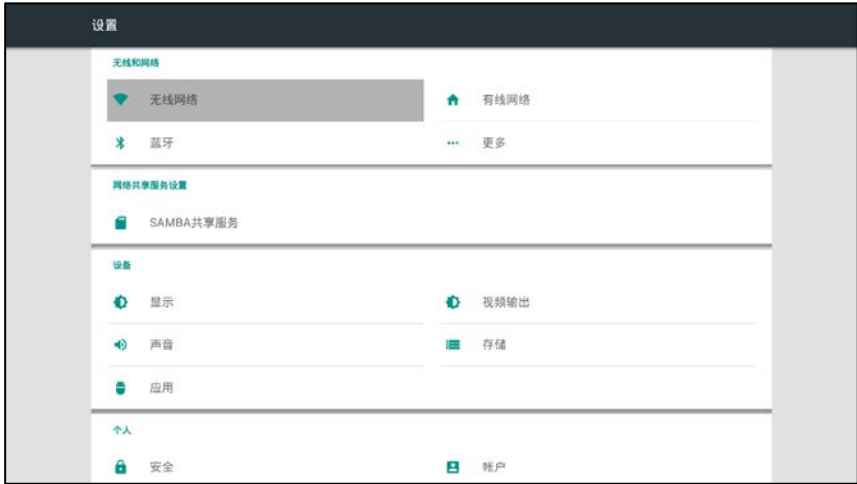 设置
无线和网络
无线网络 有线网络
蓝牙 更多
网络共享服务设置
SAMBA共享服务
设备
显示 视频输出
声音 存储
应用
个人
安全 帐户